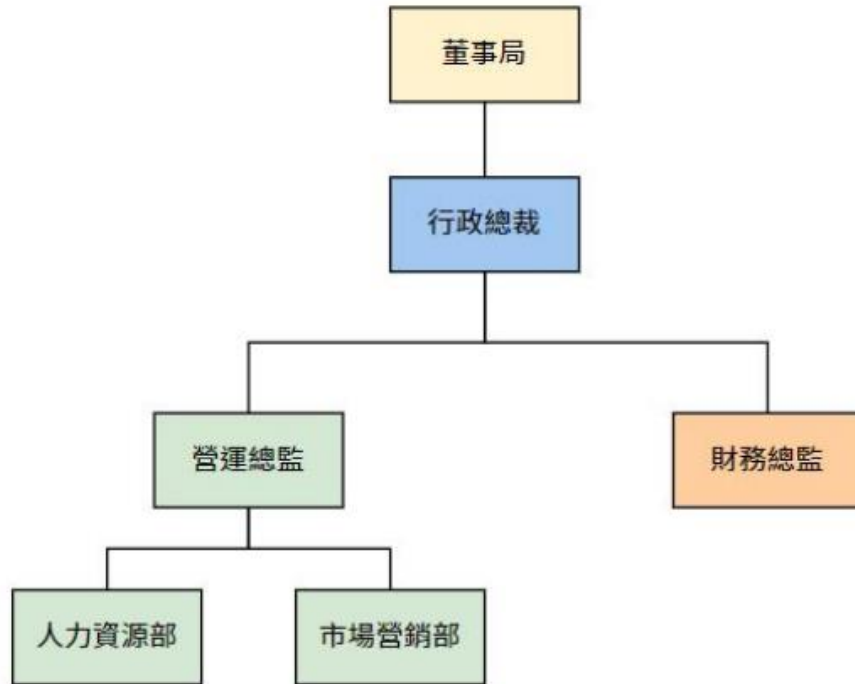 董事局
行政總裁
營運總監
財務總監
人力資源部
市場營銷部